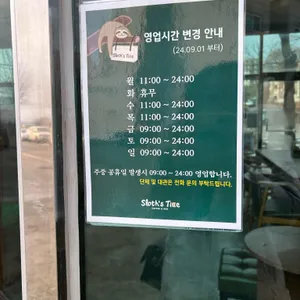 Sloth's Time
영업시간 변경 안내
(24.09.01 부터)
월 11:00 ~ 24:00
화 휴무
수 11:00 ~ 24:00
목 11:00 ~ 24:00
금 09:00 ~ 24:00
토 09:00 ~ 24:00
일 09:00 ~ 24:00
주중 공휴일 발생시 09:00 ~ 24:00 영업합니다.
단체 및 대관은 전화 문의 부탁드립니다.
Sloth's Time